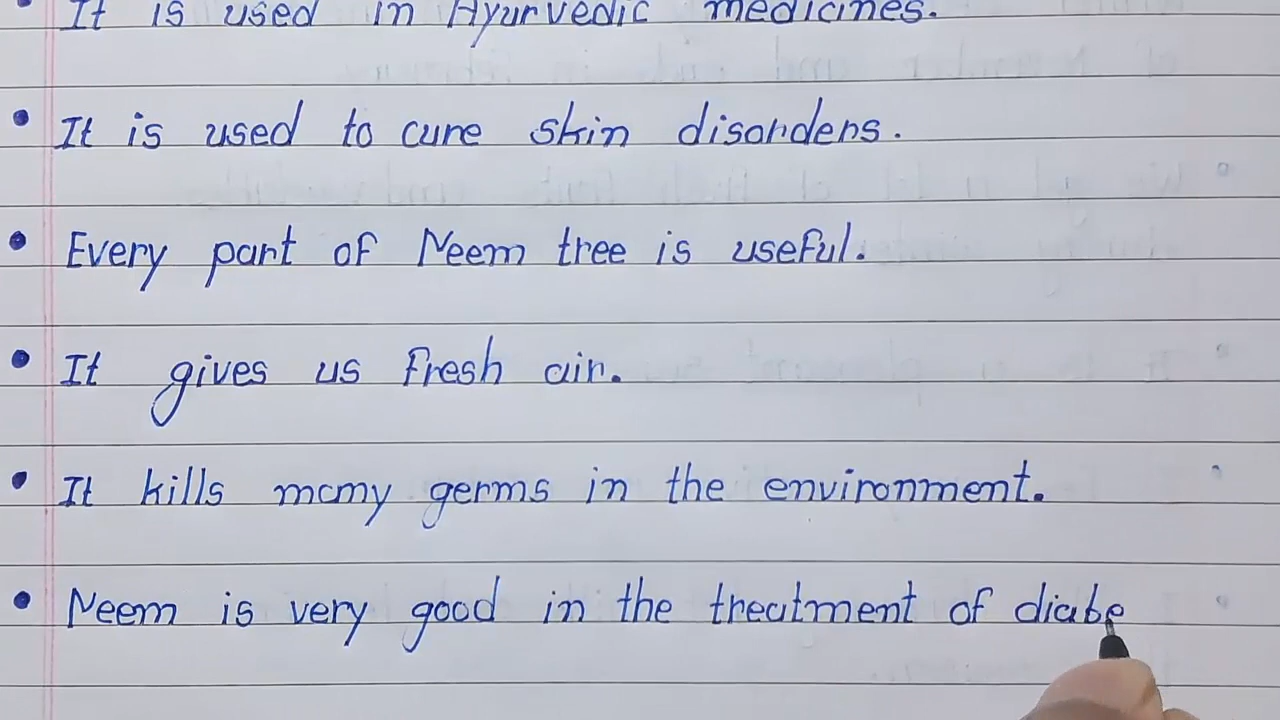 • It is used in Ayurvedic medicines.
• It is used to cure skin disorders.
• Every part of Neem tree is useful.
• It gives us fresh air.
• It kills many germs in the environment.
• Neem is very good in the treatment of diabe